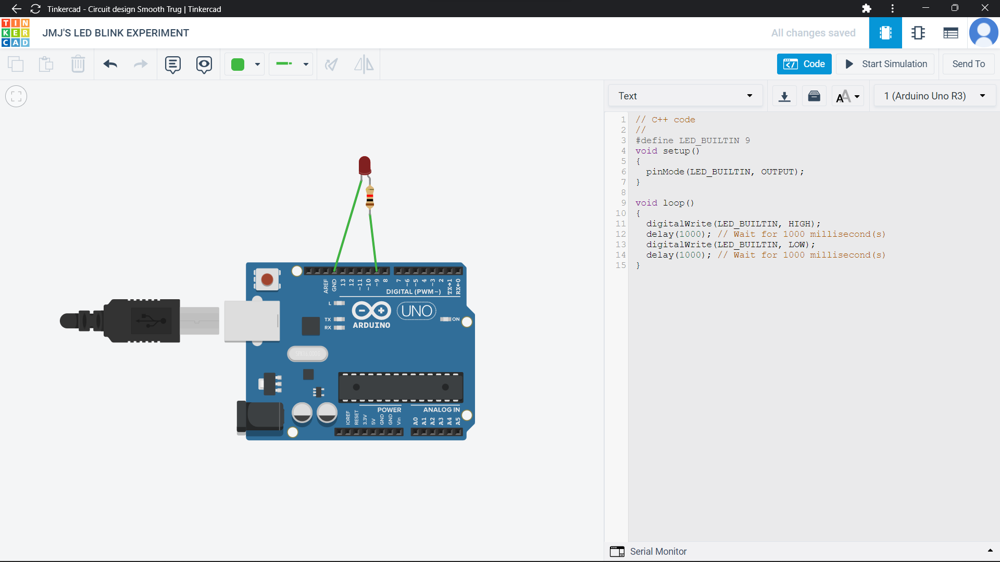 Tinkercad - Circuit design Smooth Trug | Tinkercad
TIN
KER
CAD
JMJ'S LED BLINK EXPERIMENT
All changes saved
Code
Start Simulation
Send To
Text
1 (Arduino Uno R3)
1 // C++ code
2 //
3 #define LED_BUILTIN 9
4 void setup()
5 {
6 pinMode(LED_BUILTIN, OUTPUT);
7 }
8
9 void loop()
10 {
11 digitalWrite(LED_BUILTIN, HIGH);
12 delay(1000); // Wait for 1000 millisecond(s)
13 digitalWrite(LED_BUILTIN, LOW);
14 delay(1000); // Wait for 1000 millisecond(s)
15 }
AREF GND 13 12 ~11 ~10 ~9 8 7 ~6 ~5 4 ~3 2 TX→1 RX←0
DIGITAL (PWM~)
L
TX
RX
ARDUINO
UNO
ON
POWER
ANALOG IN
IOREF RESET 3.3V 5V GND GND Vin A0 A1 A2 A3 A4 A5
Serial Monitor